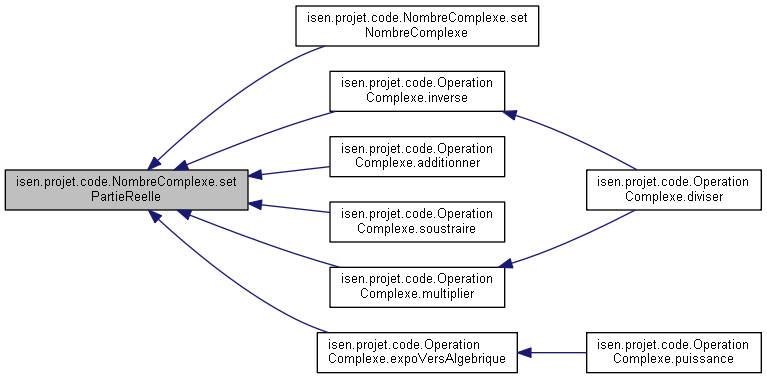 isen.projet.code.NombreComplexe.set
NombreComplexe
isen.projet.code.Operation
Complexe.inverse
isen.projet.code.Operation
Complexe.additionner
isen.projet.code.NombreComplexe.set
PartieReelle
isen.projet.code.Operation
Complexe.diviser
isen.projet.code.Operation
Complexe.soustraire
isen.projet.code.Operation
Complexe.multiplier
isen.projet.code.Operation
Complexe.expoVersAlgebrique
isen.projet.code.Operation
Complexe.puissance